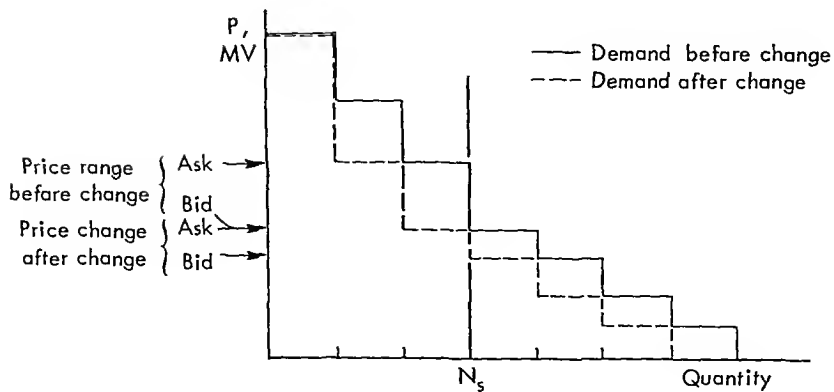 P,
MV
Demand before change
Demand after change
Price range
before change
Ask
Bid
Price change
after change
Ask
Bid
N_s
Quantity